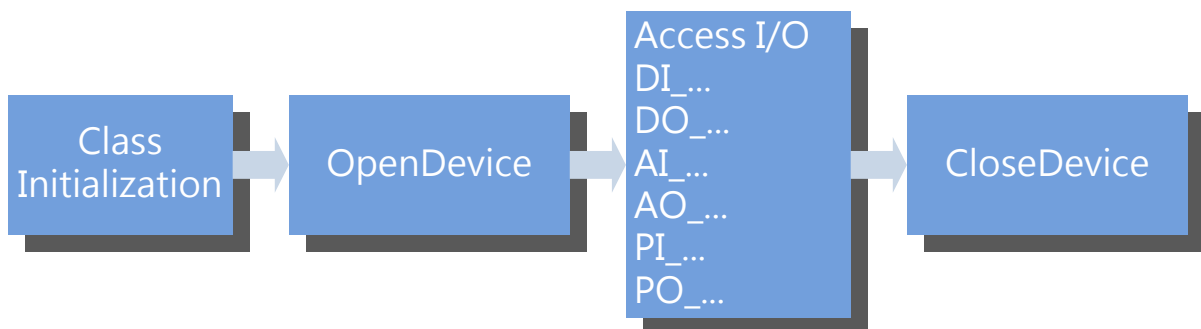 Class
Initialization
OpenDevice
Access I/O
DI_...
DO_...
AI_...
AO_...
PI_...
PO_...
CloseDevice